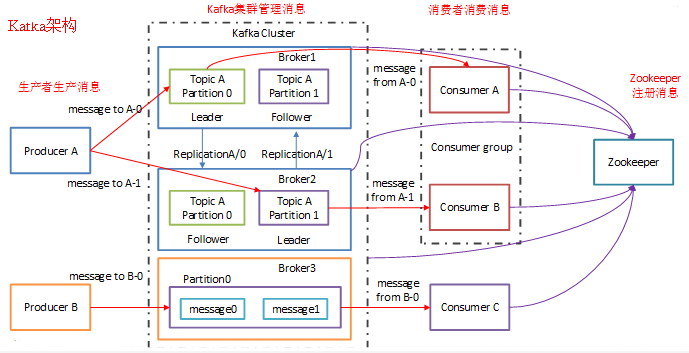 Kafka架构
Kafka集群管理消息
消费者消费消息
Kafka Cluster
Broker1
Topic A
Partition 0
Topic A
Partition 1
Leader
Follower
生产者生产消息
message to A-0
message
from A-0
Consumer A
Zookeeper
注册消息
Producer A
ReplicationA/0
ReplicationA/1
Consumer group
Zookeeper
message to A-1
Broker2
Topic A
Partition 0
Topic A
Partition 1
Follower
Leader
message
from A-1
Consumer B
Broker3
message to B-0
Partition0
Producer B
message0
message1
message
from B-0
Consumer C